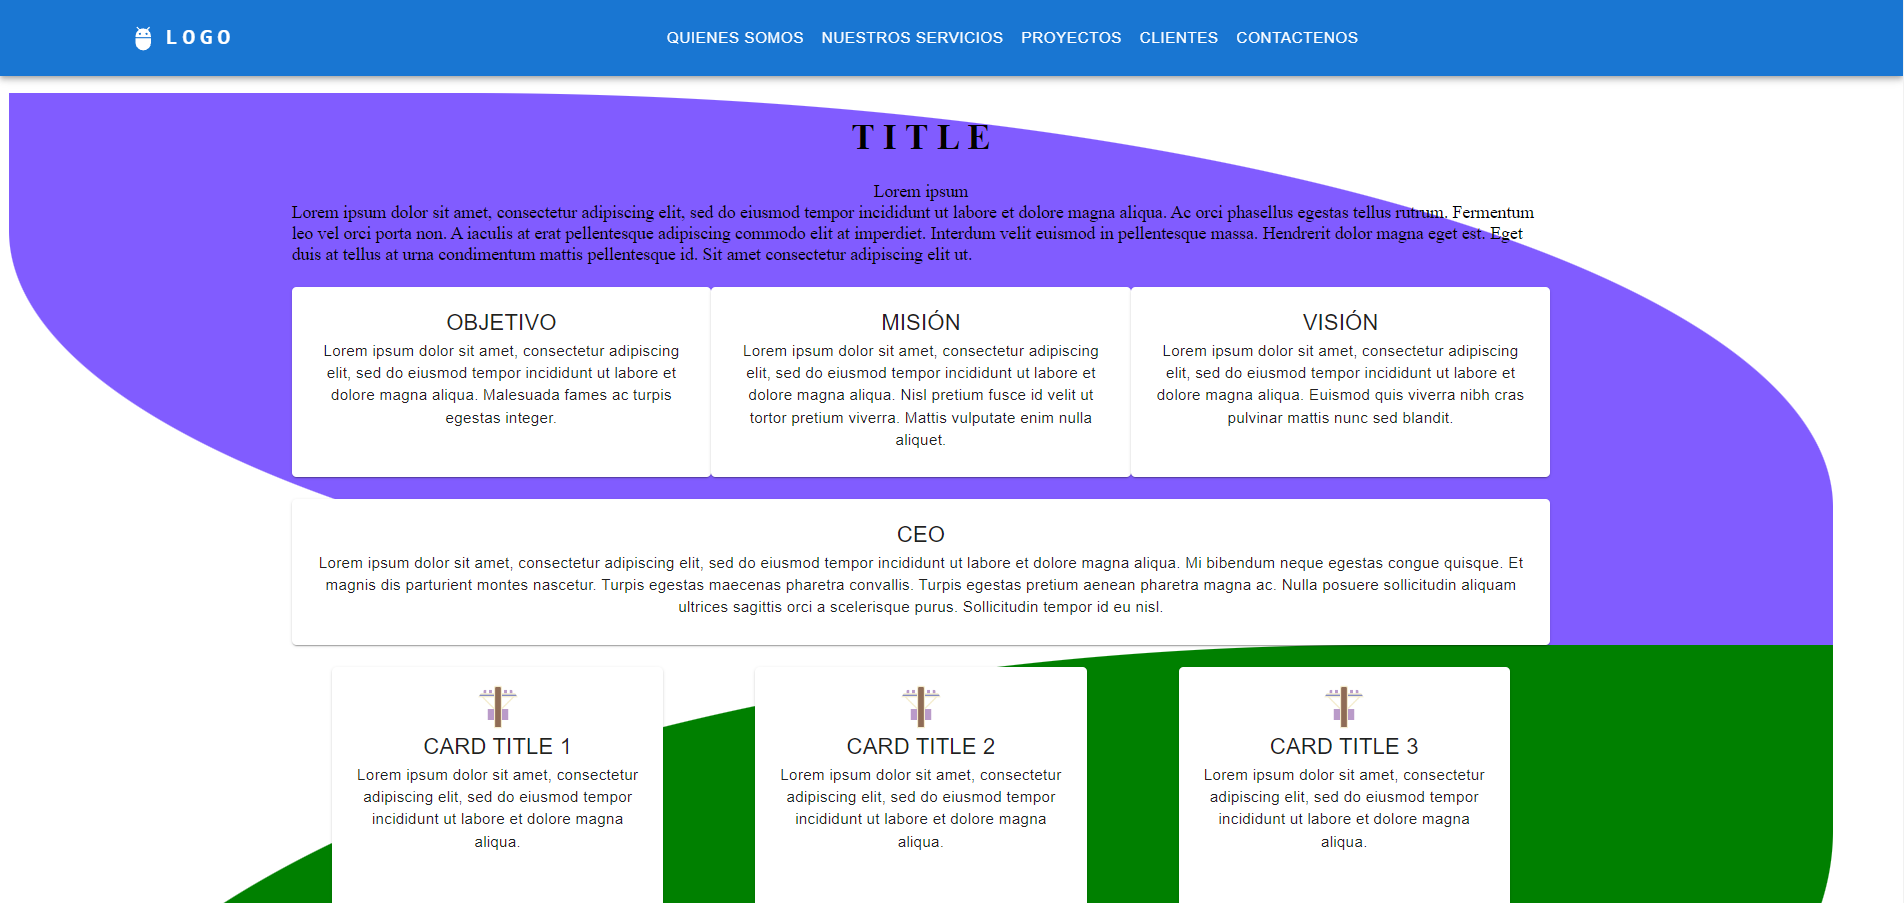 LOGO
QUIENES SOMOS NUESTROS SERVICIOS PROYECTOS CLIENTES CONTACTENOS
TITLE
Lorem ipsum
Lorem ipsum dolor sit amet, consectetur adipiscing elit, sed do eiusmod tempor incididunt ut labore et dolore magna aliqua. Ac orci phasellus egestas tellus rutrum. Fermentum
leo vel orci porta non. A iaculis at erat pellentesque adipiscing commodo elit at imperdiet. Interdum velit euismod in pellentesque massa. Hendrerit dolor magna eget est. Eget
duis at tellus at urna condimentum mattis pellentesque id. Sit amet consectetur adipiscing elit ut.
OBJETIVO
Lorem ipsum dolor sit amet, consectetur adipiscing
elit, sed do eiusmod tempor incididunt ut labore et
dolore magna aliqua. Malesuada fames ac turpis
egestas integer.
MISIÓN
Lorem ipsum dolor sit amet, consectetur adipiscing
elit, sed do eiusmod tempor incididunt ut labore et
dolore magna aliqua. Nisl pretium fusce id velit ut
tortor pretium viverra. Mattis vulputate enim nulla
aliquet.
VISIÓN
Lorem ipsum dolor sit amet, consectetur adipiscing
elit, sed do eiusmod tempor incididunt ut labore et
dolore magna aliqua. Euismod quis viverra nibh cras
pulvinar mattis nunc sed blandit.
CEO
Lorem ipsum dolor sit amet, consectetur adipiscing elit, sed do eiusmod tempor incididunt ut labore et dolore magna aliqua. Mi bibendum neque egestas congue quisque. Et
magnis dis parturient montes nascetur. Turpis egestas maecenas pharetra convallis. Turpis egestas pretium aenean pharetra magna ac. Nulla posuere sollicitudin aliquam
ultrices sagittis orci a scelerisque purus. Sollicitudin tempor id eu nisl.
CARD TITLE 1
Lorem ipsum dolor sit amet, consectetur
adipiscing elit, sed do eiusmod tempor
incididunt ut labore et dolore magna
aliqua.
CARD TITLE 2
Lorem ipsum dolor sit amet, consectetur
adipiscing elit, sed do eiusmod tempor
incididunt ut labore et dolore magna
aliqua.
CARD TITLE 3
Lorem ipsum dolor sit amet, consectetur
adipiscing elit, sed do eiusmod tempor
incididunt ut labore et dolore magna
aliqua.